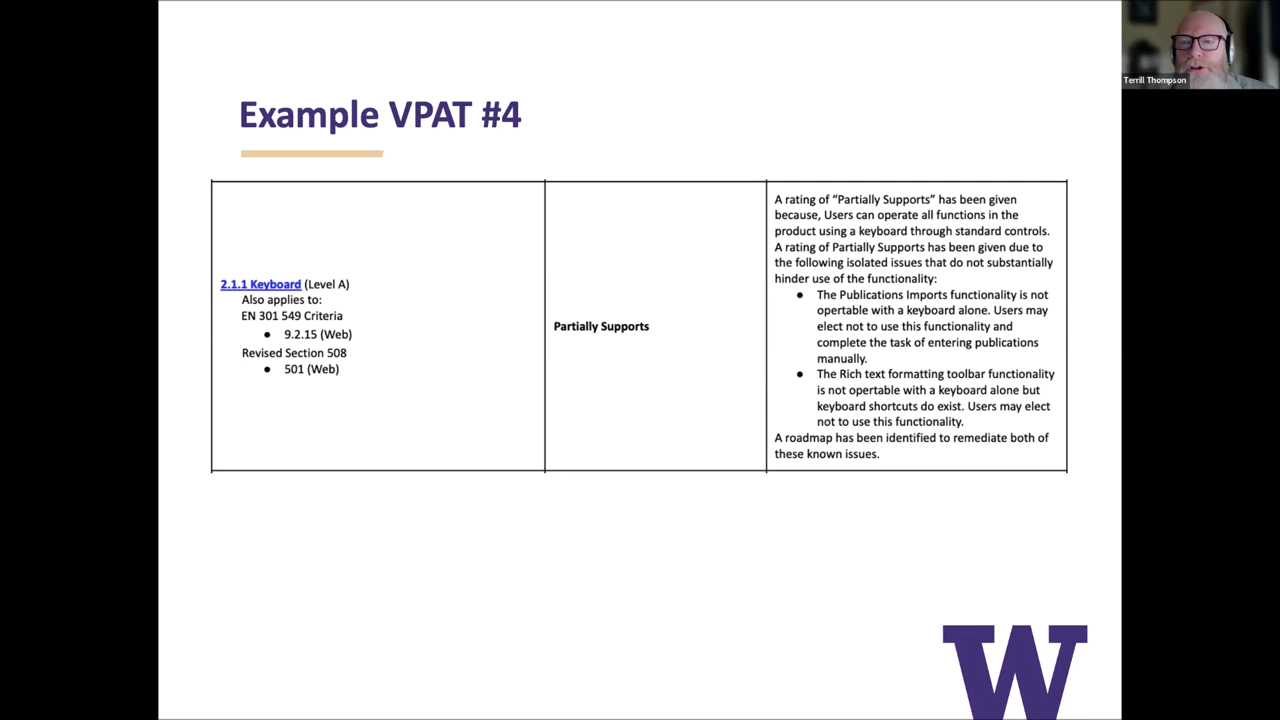 Terrill Thompson
Example VPAT #4
2.1.1 Keyboard (Level A)
Also applies to:
EN 301 549 Criteria
● 9.2.15 (Web)
Revised Section 508
● 501 (Web)
Partially Supports
A rating of “Partially Supports” has been given
because, Users can operate all functions in the
product using a keyboard through standard controls.
A rating of Partially Supports has been given due to
the following isolated issues that do not substantially
hinder use of the functionality:
● The Publications Imports functionality is not
opertable with a keyboard alone. Users may
elect not to use this functionality and
complete the task of entering publications
manually.
● The Rich text formatting toolbar functionality
is not opertable with a keyboard alone but
keyboard shortcuts do exist. Users may elect
not to use this functionality.
A roadmap has been identified to remediate both of
these known issues.
W